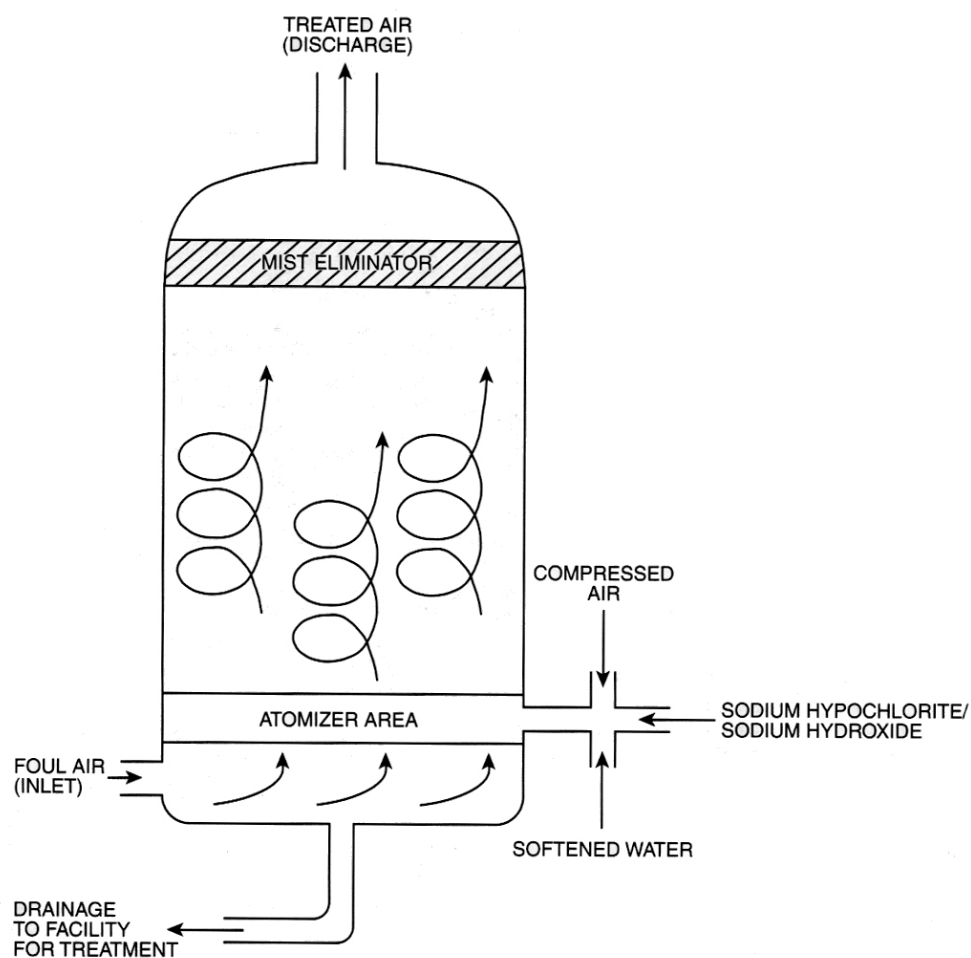 TREATED AIR
(DISCHARGE)
MIST ELIMINATOR
COMPRESSED
AIR
ATOMIZER AREA
SODIUM HYPOCHLORITE/
SODIUM HYDROXIDE
FOUL AIR
(INLET)
SOFTENED WATER
DRAINAGE
TO FACILITY
FOR TREATMENT